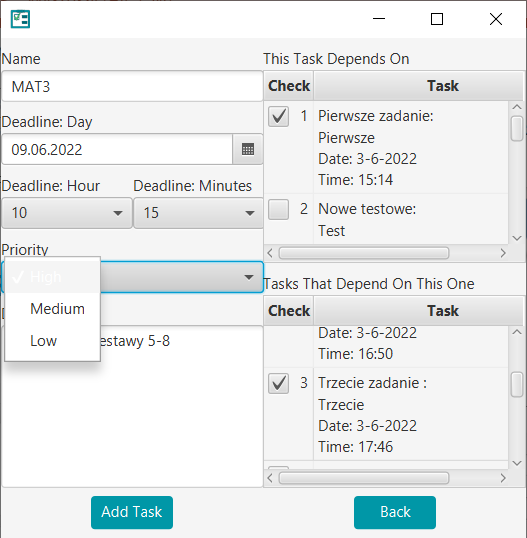 Name
MAT3
Deadline: Day
09.06.2022
Deadline: Hour
Deadline: Minutes
10
15
Priority
High
Medium
Low
estawy 5-8
Add Task
This Task Depends On
Check
Task
1
Pierwsze zadanie:
Pierwsze
Date: 3-6-2022
Time: 15:14
2
Nowe testowe:
Test
Tasks That Depend On This One
Check
Task
Date: 3-6-2022
Time: 16:50
3
Trzecie zadanie :
Trzecie
Date: 3-6-2022
Time: 17:46
Back